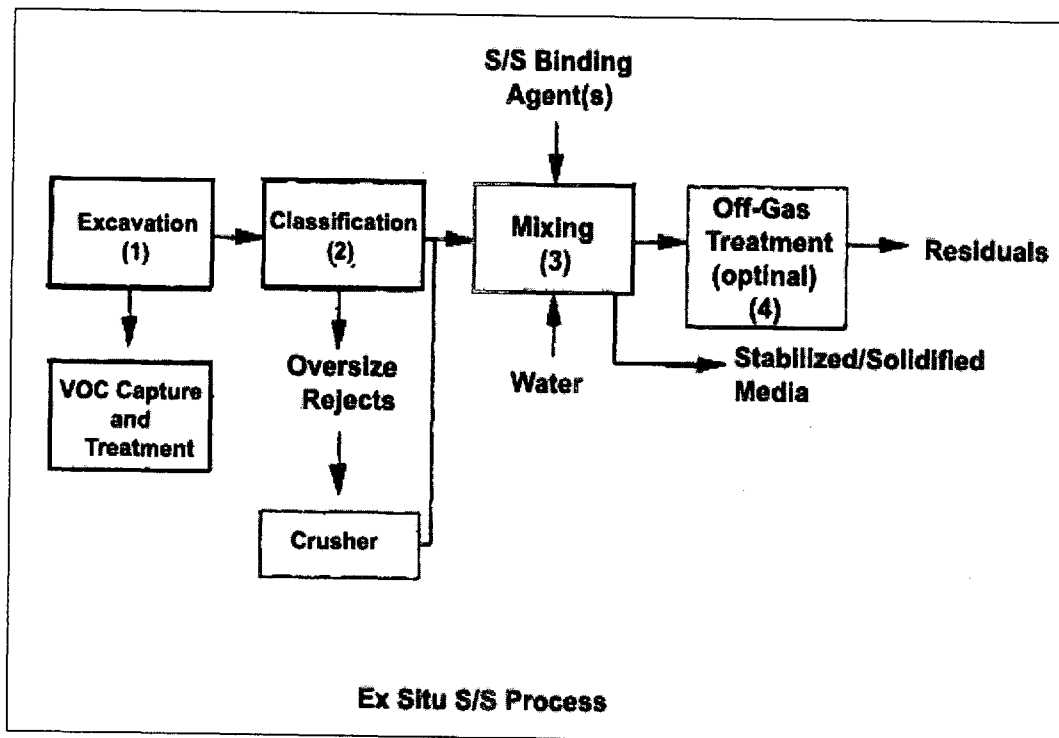 S/S Binding
Agent(s)
Excavation
(1)
Classification
(2)
Mixing
(3)
Off-Gas
Treatment
(optinal)
(4)
Residuals
VOC Capture
and
Treatment
Oversize
Rejects
Water
Stabilized/Solidified
Media
Crusher
Ex Situ S/S Process